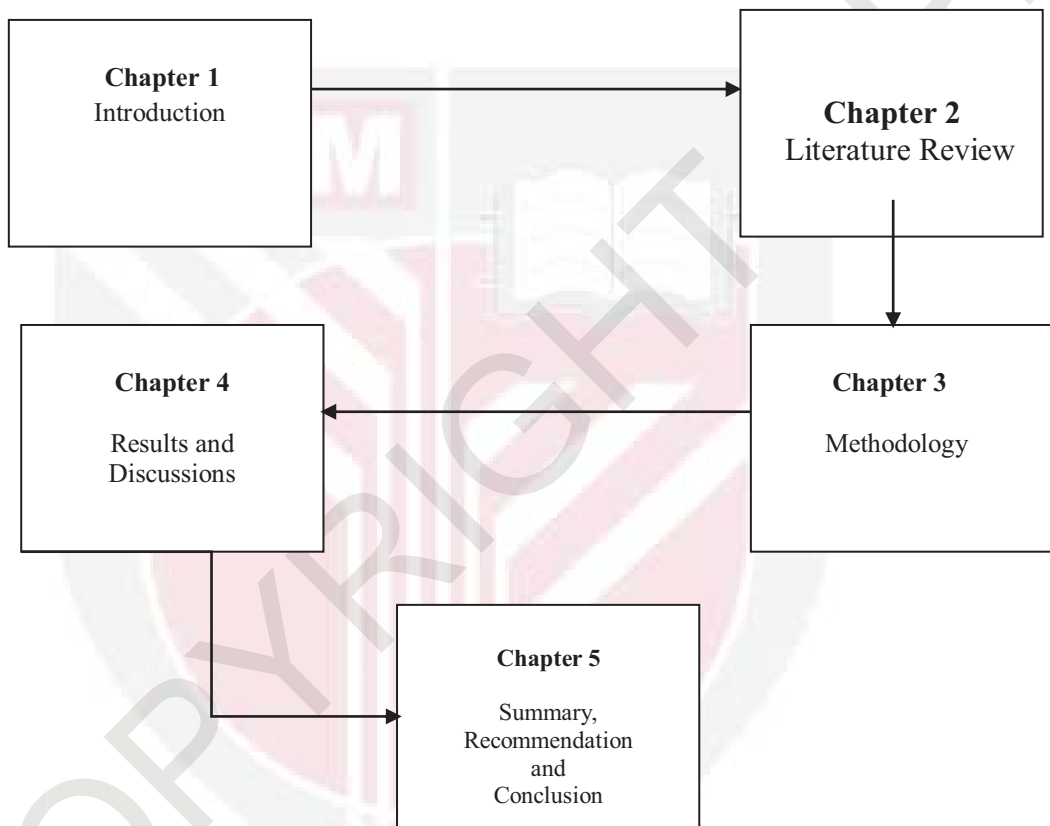 Chapter 1
Introduction
Chapter 2
Literature Review
Chapter 3
Methodology
Chapter 4
Results and
Discussions
Chapter 5
Summary,
Recommendation
and
Conclusion
OPYRIGHT
M